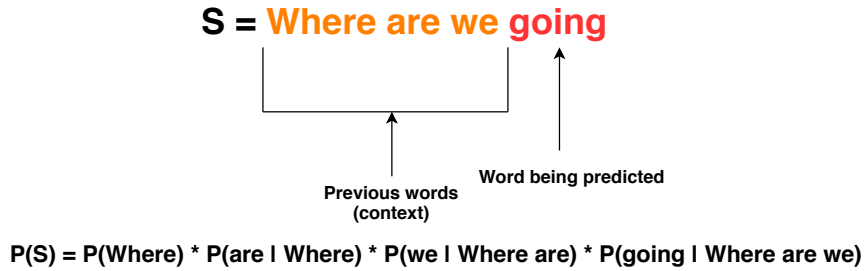 S = Where are we going
Previous words
(context)
Word being predicted
P(S) = P(Where) * P(are | Where) * P(we | Where are) * P(going | Where are we)